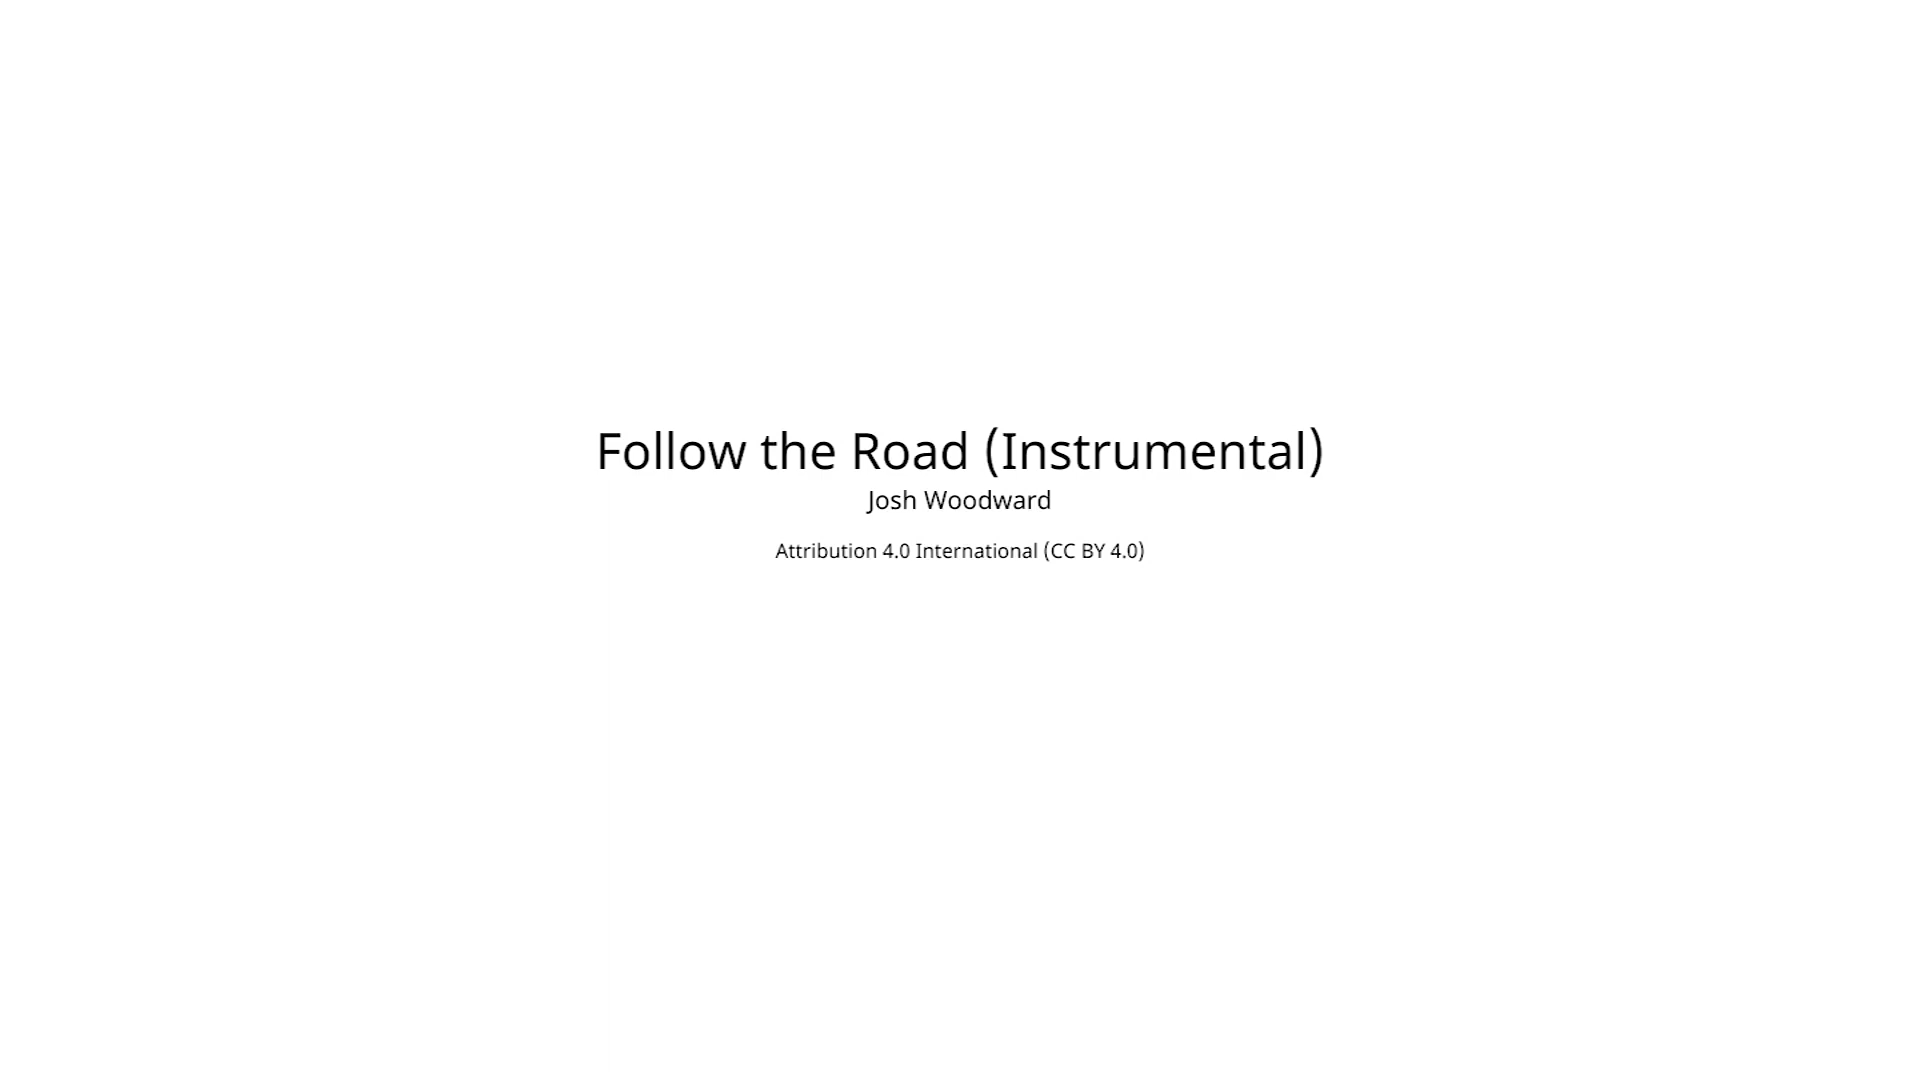 Follow the Road (Instrumental)
Josh Woodward
Attribution 4.0 International (CC BY 4.0)